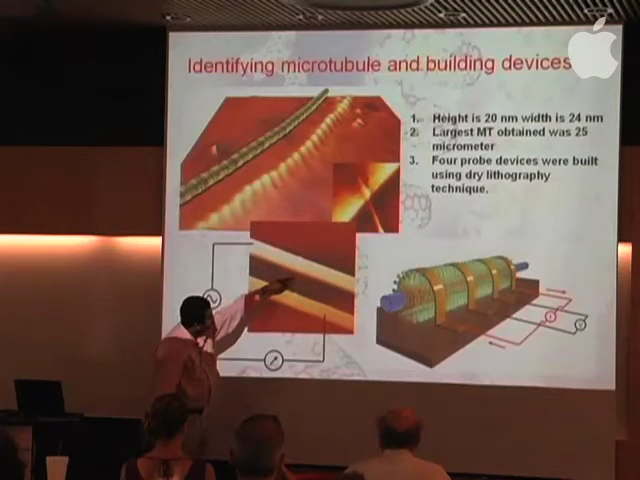 Identifying microtubule and building devices
1. Height is 20 nm width is 24 nm
2. Largest MT obtained was 25
micrometer
3. Four probe devices were built
using dry lithography
technique.